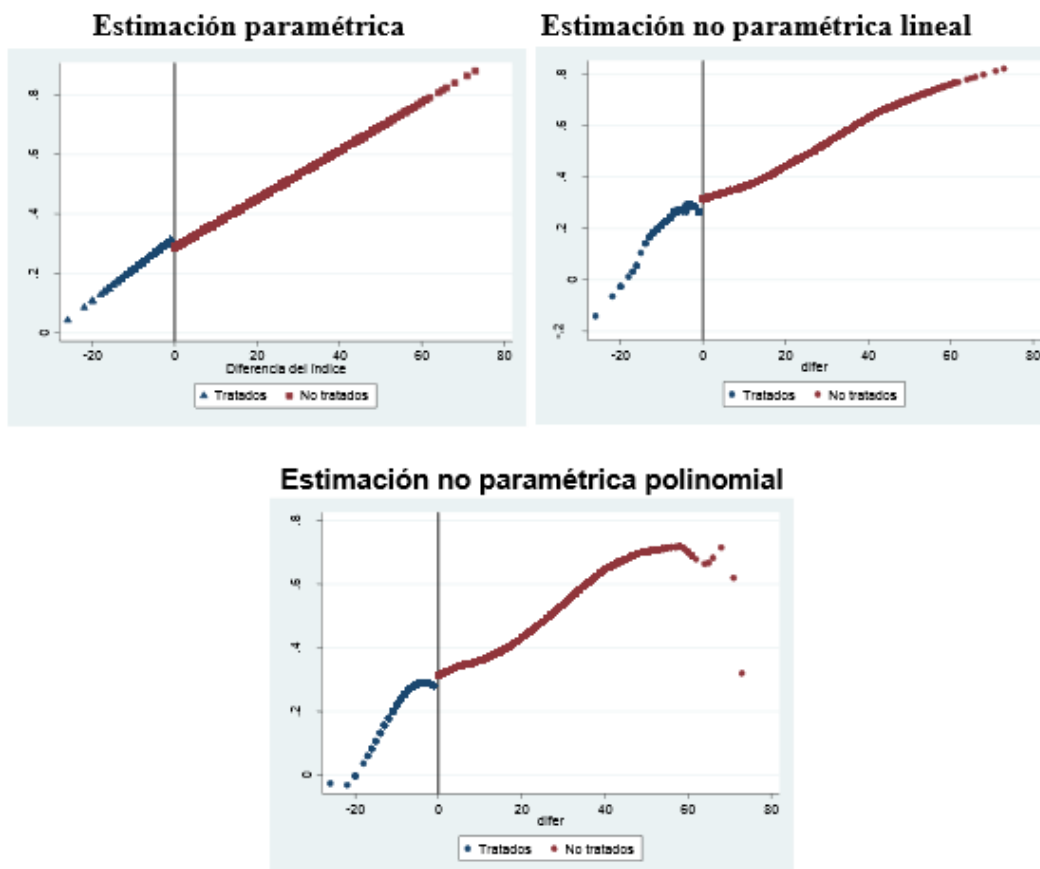 Estimación paramétrica
0 .2 .4 .6 .8
-20 0 20 40 60 80
Diferencia del índice
Tratados No tratados
Estimación no paramétrica lineal
-.2 0 .2 .4 .6 .8
-20 0 20 40 60 80
difer
Tratados No tratados
Estimación no paramétrica polinomial
0 .2 .4 .6 .8
-20 0 20 40 60 80
difer
Tratados No tratados